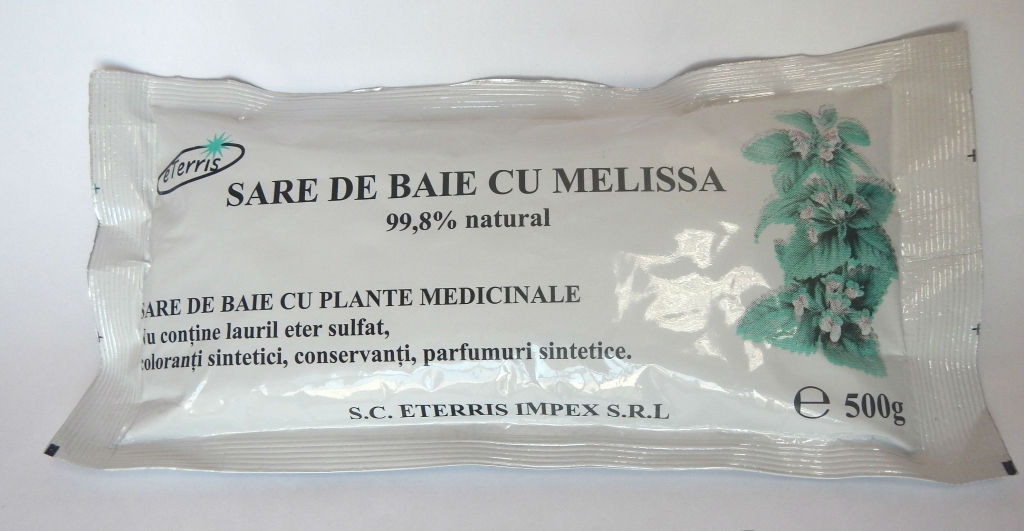 eTerris
SARE DE BAIE CU MELISSA
99,8% natural
SARE DE BAIE CU PLANTE MEDICINALE
Nu conține lauril eter sulfat,
coloranți sintetici, conservanți, parfumuri sintetice.
S.C. ETERRIS IMPEX S.R.L
℮ 500g